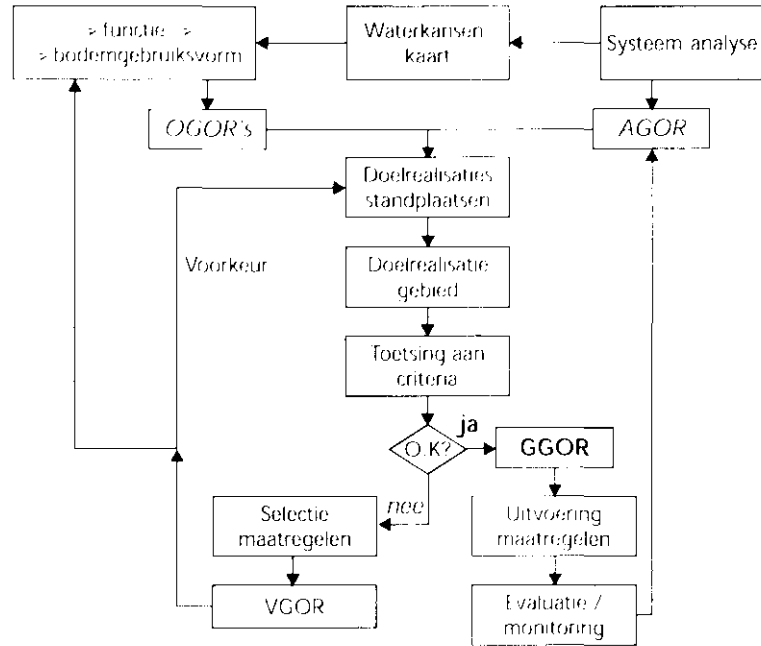 > functie >
> bodemgebruiksvorm
Waterkansen
kaart
Systeem analyse
OGOR's
AGOR
Doelrealisaties
standplaatsen
Voorkeur
Doelrealisatie
gebied
Toetsing aan
criteria
O.K?
ja
GGOR
nee
Selectie
maatregelen
Uitvoering
maatregelen
VGOR
Evaluatie /
monitoring